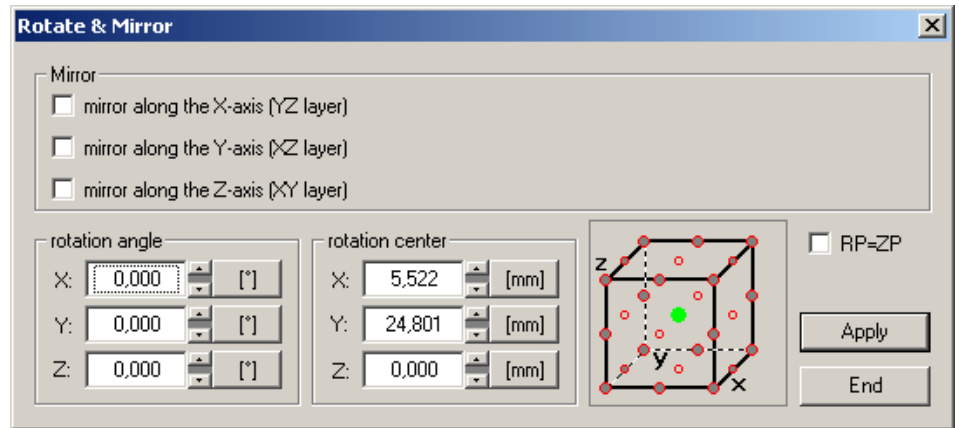 Rotate & Mirror
Mirror
mirror along the X-axis (YZ layer)
mirror along the Y-axis (XZ layer)
mirror along the Z-axis (XY layer)
rotation angle
X: 0,000 [°]
Y: 0,000 [°]
Z: 0,000 [°]
rotation center
X: 5,522 [mm]
Y: 24,801 [mm]
Z: 0,000 [mm]
z
y
x
RP=ZP
Apply
End